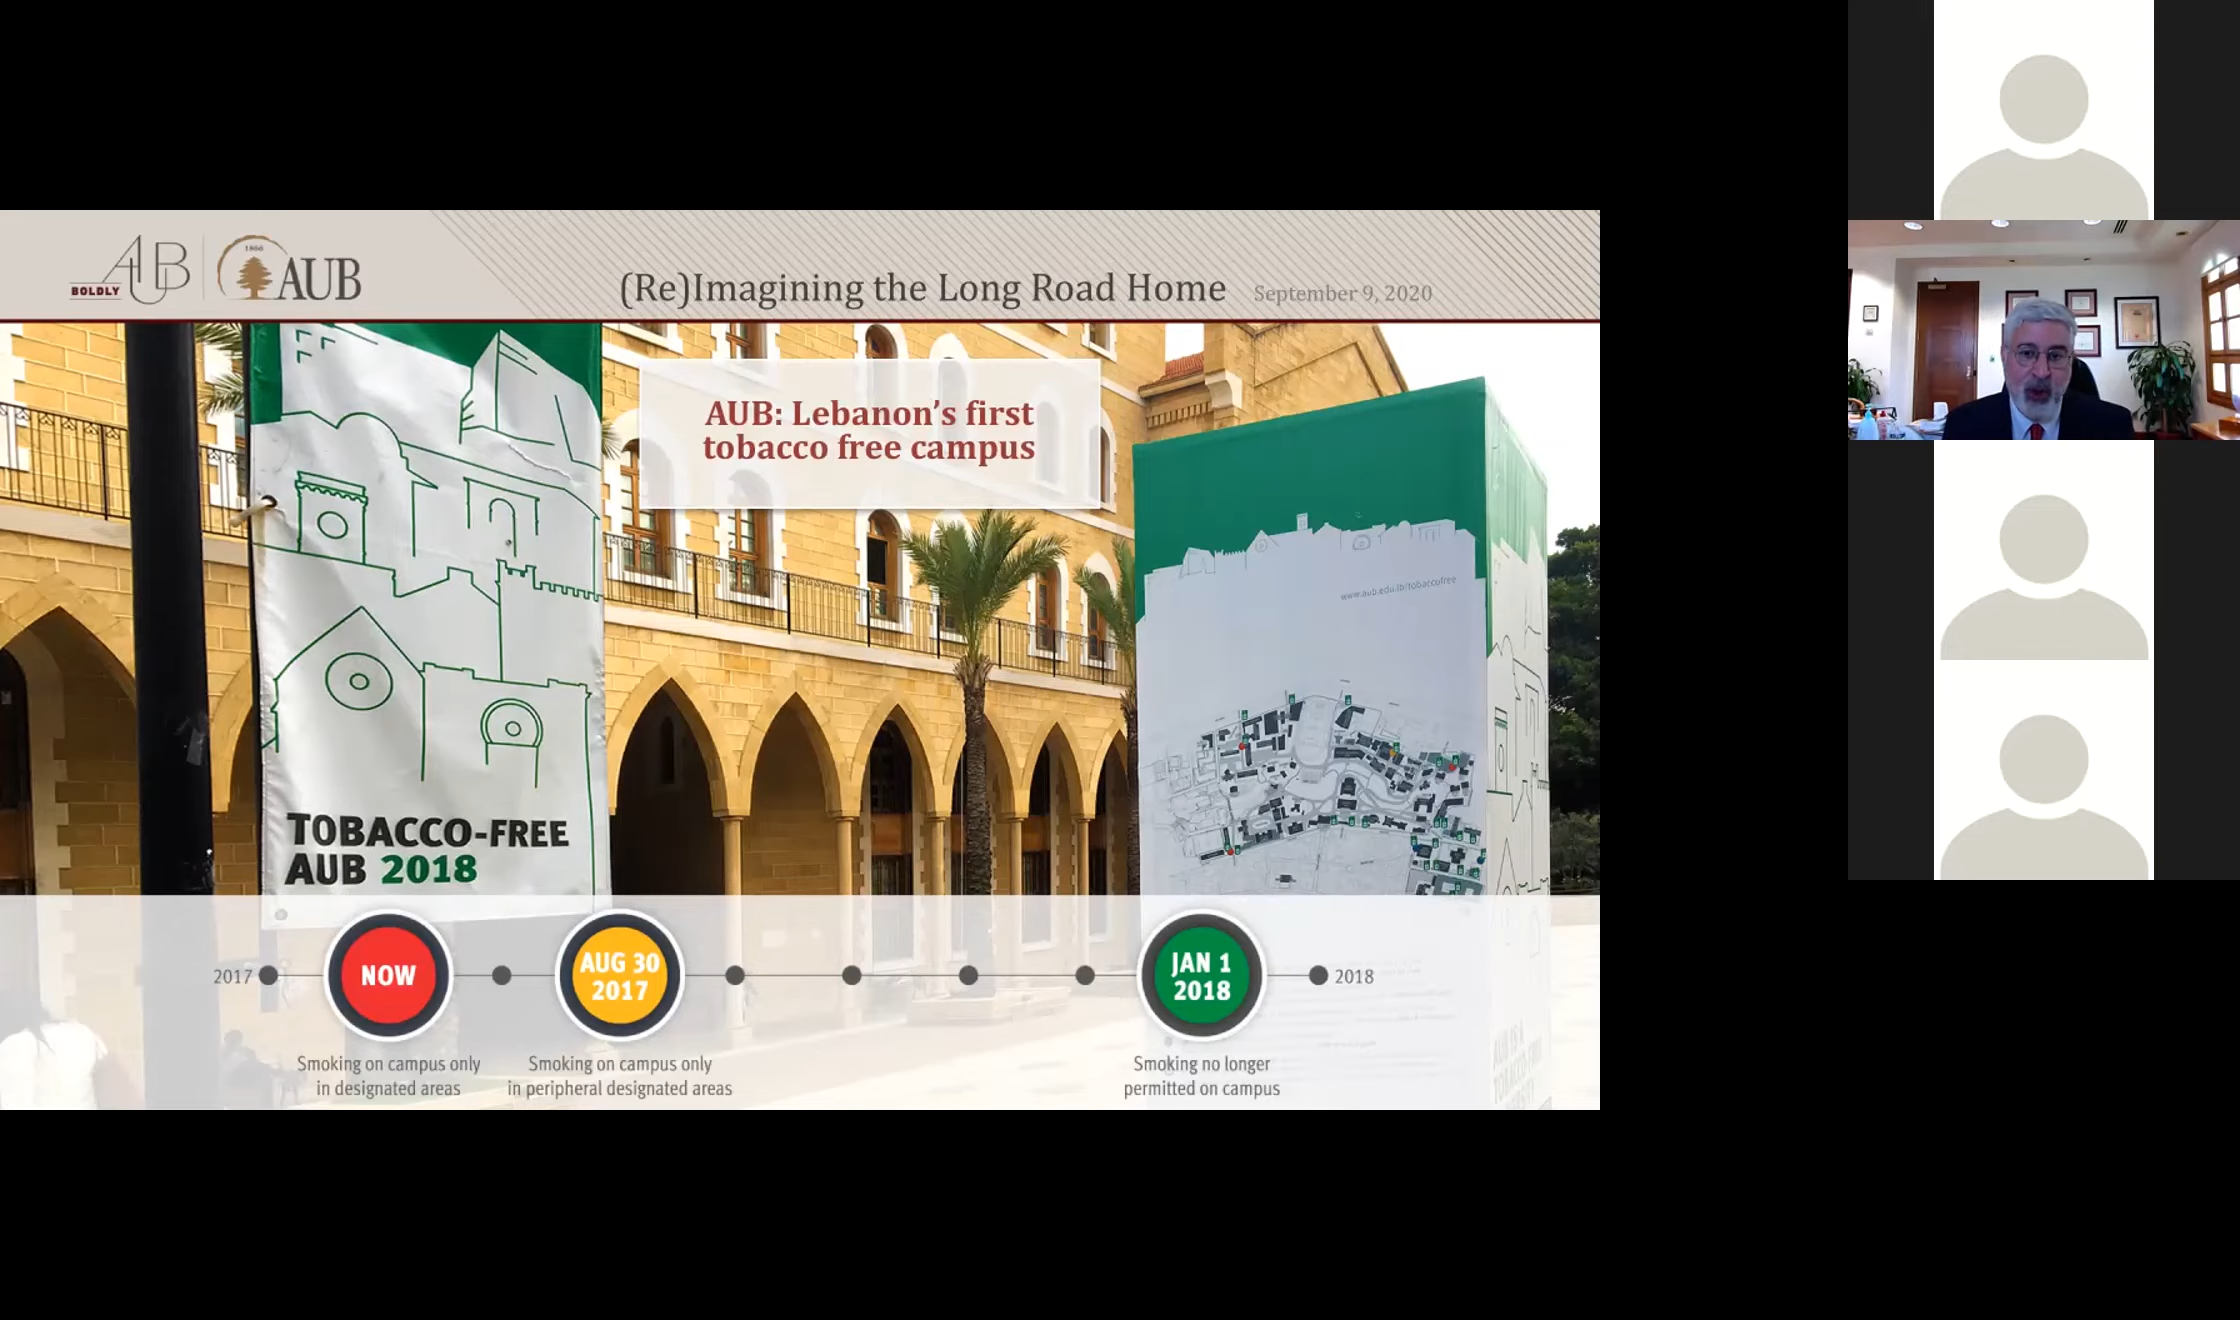 AUB
BOLDLY
1866
AUB
(Re)Imagining the Long Road Home
September 9, 2020
AUB: Lebanon’s first
tobacco free campus
www.aub.edu.lb/tobaccofree
TOBACCO-FREE
AUB 2018
2017
NOW
AUG 30
2017
JAN 1
2018
2018
Smoking on campus only
in designated areas
Smoking on campus only
in peripheral designated areas
Smoking no longer
permitted on campus